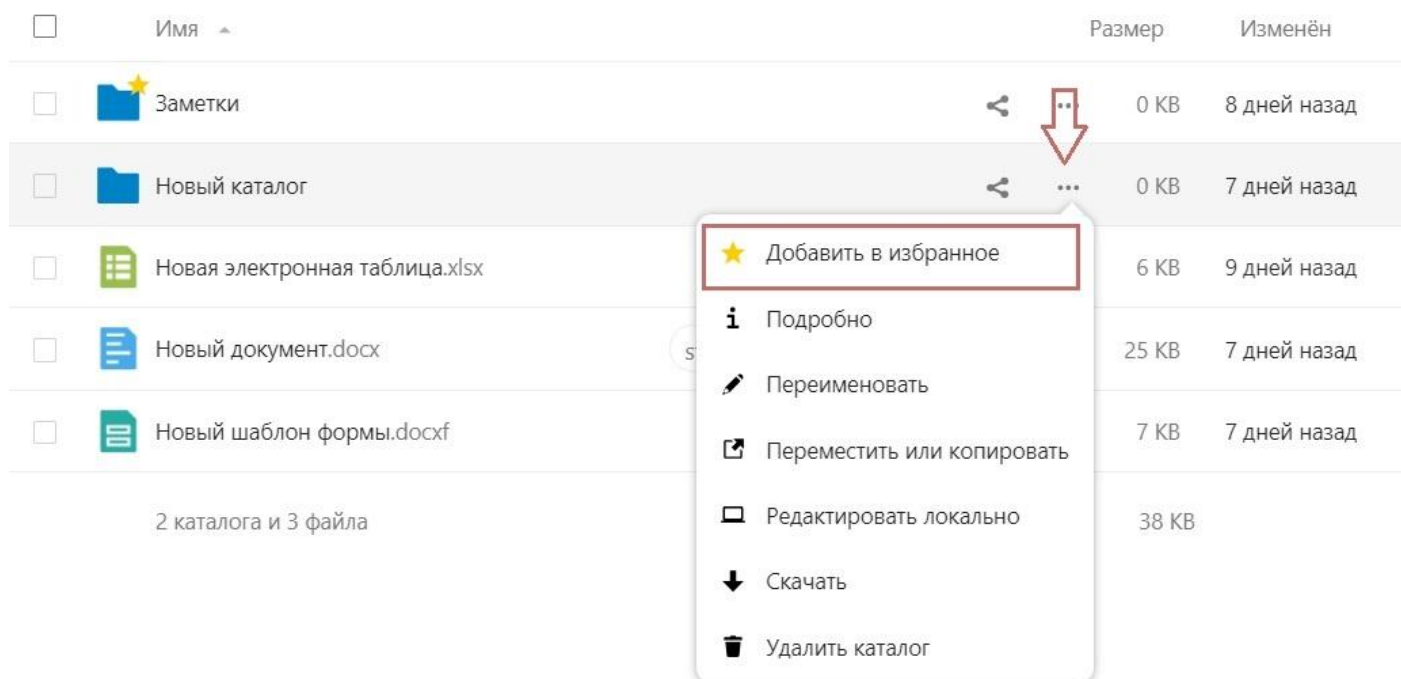 Имя
Размер
Изменён
Заметки
0 KB
8 дней назад
Новый каталог
0 KB
7 дней назад
Добавить в избранное
Новая электронная таблица.xlsx
6 KB
9 дней назад
Подробно
Новый документ.docx
25 KB
7 дней назад
Переименовать
Новый шаблон формы.docxf
7 KB
7 дней назад
Переместить или копировать
2 каталога и 3 файла
Редактировать локально
38 KB
Скачать
Удалить каталог